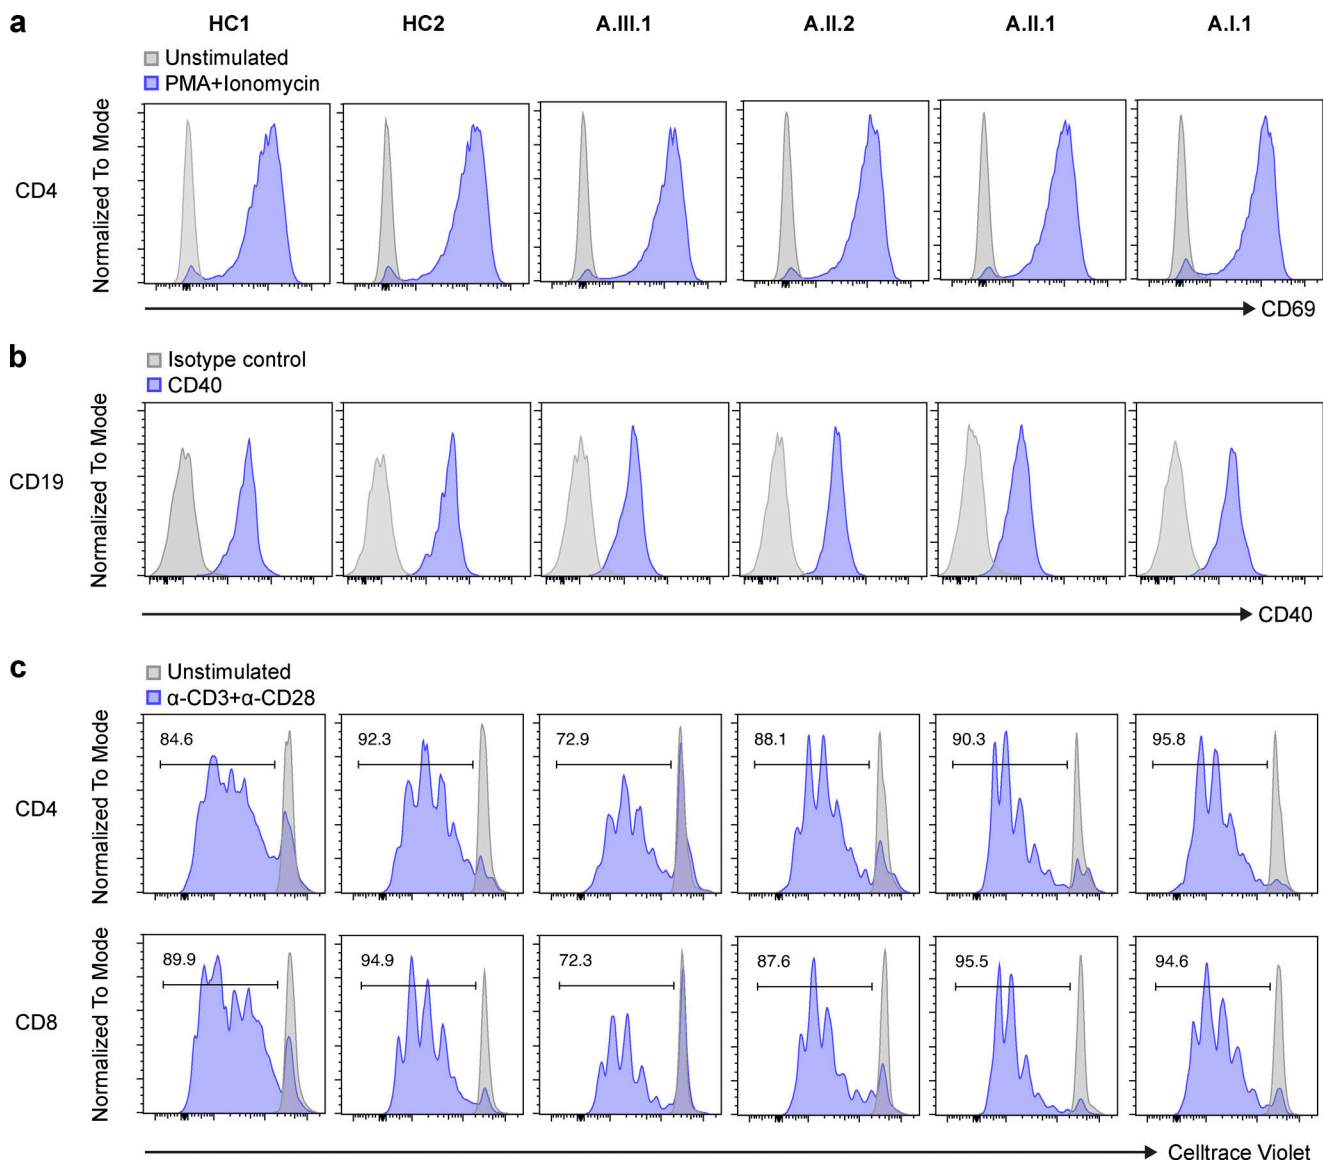 a
HC1 HC2 A.III.1 A.II.2 A.II.1 A.I.1
Unstimulated
PMA+Ionomycin
Normalized To Mode
CD4
CD69
b
Isotype control
CD40
Normalized To Mode
CD19
CD40
c
Unstimulated
α-CD3+α-CD28
Normalized To Mode
84.6 92.3 72.9 88.1 90.3 95.8
CD4
Normalized To Mode
89.9 94.9 72.3 87.6 95.5 94.6
CD8
Celltrace Violet